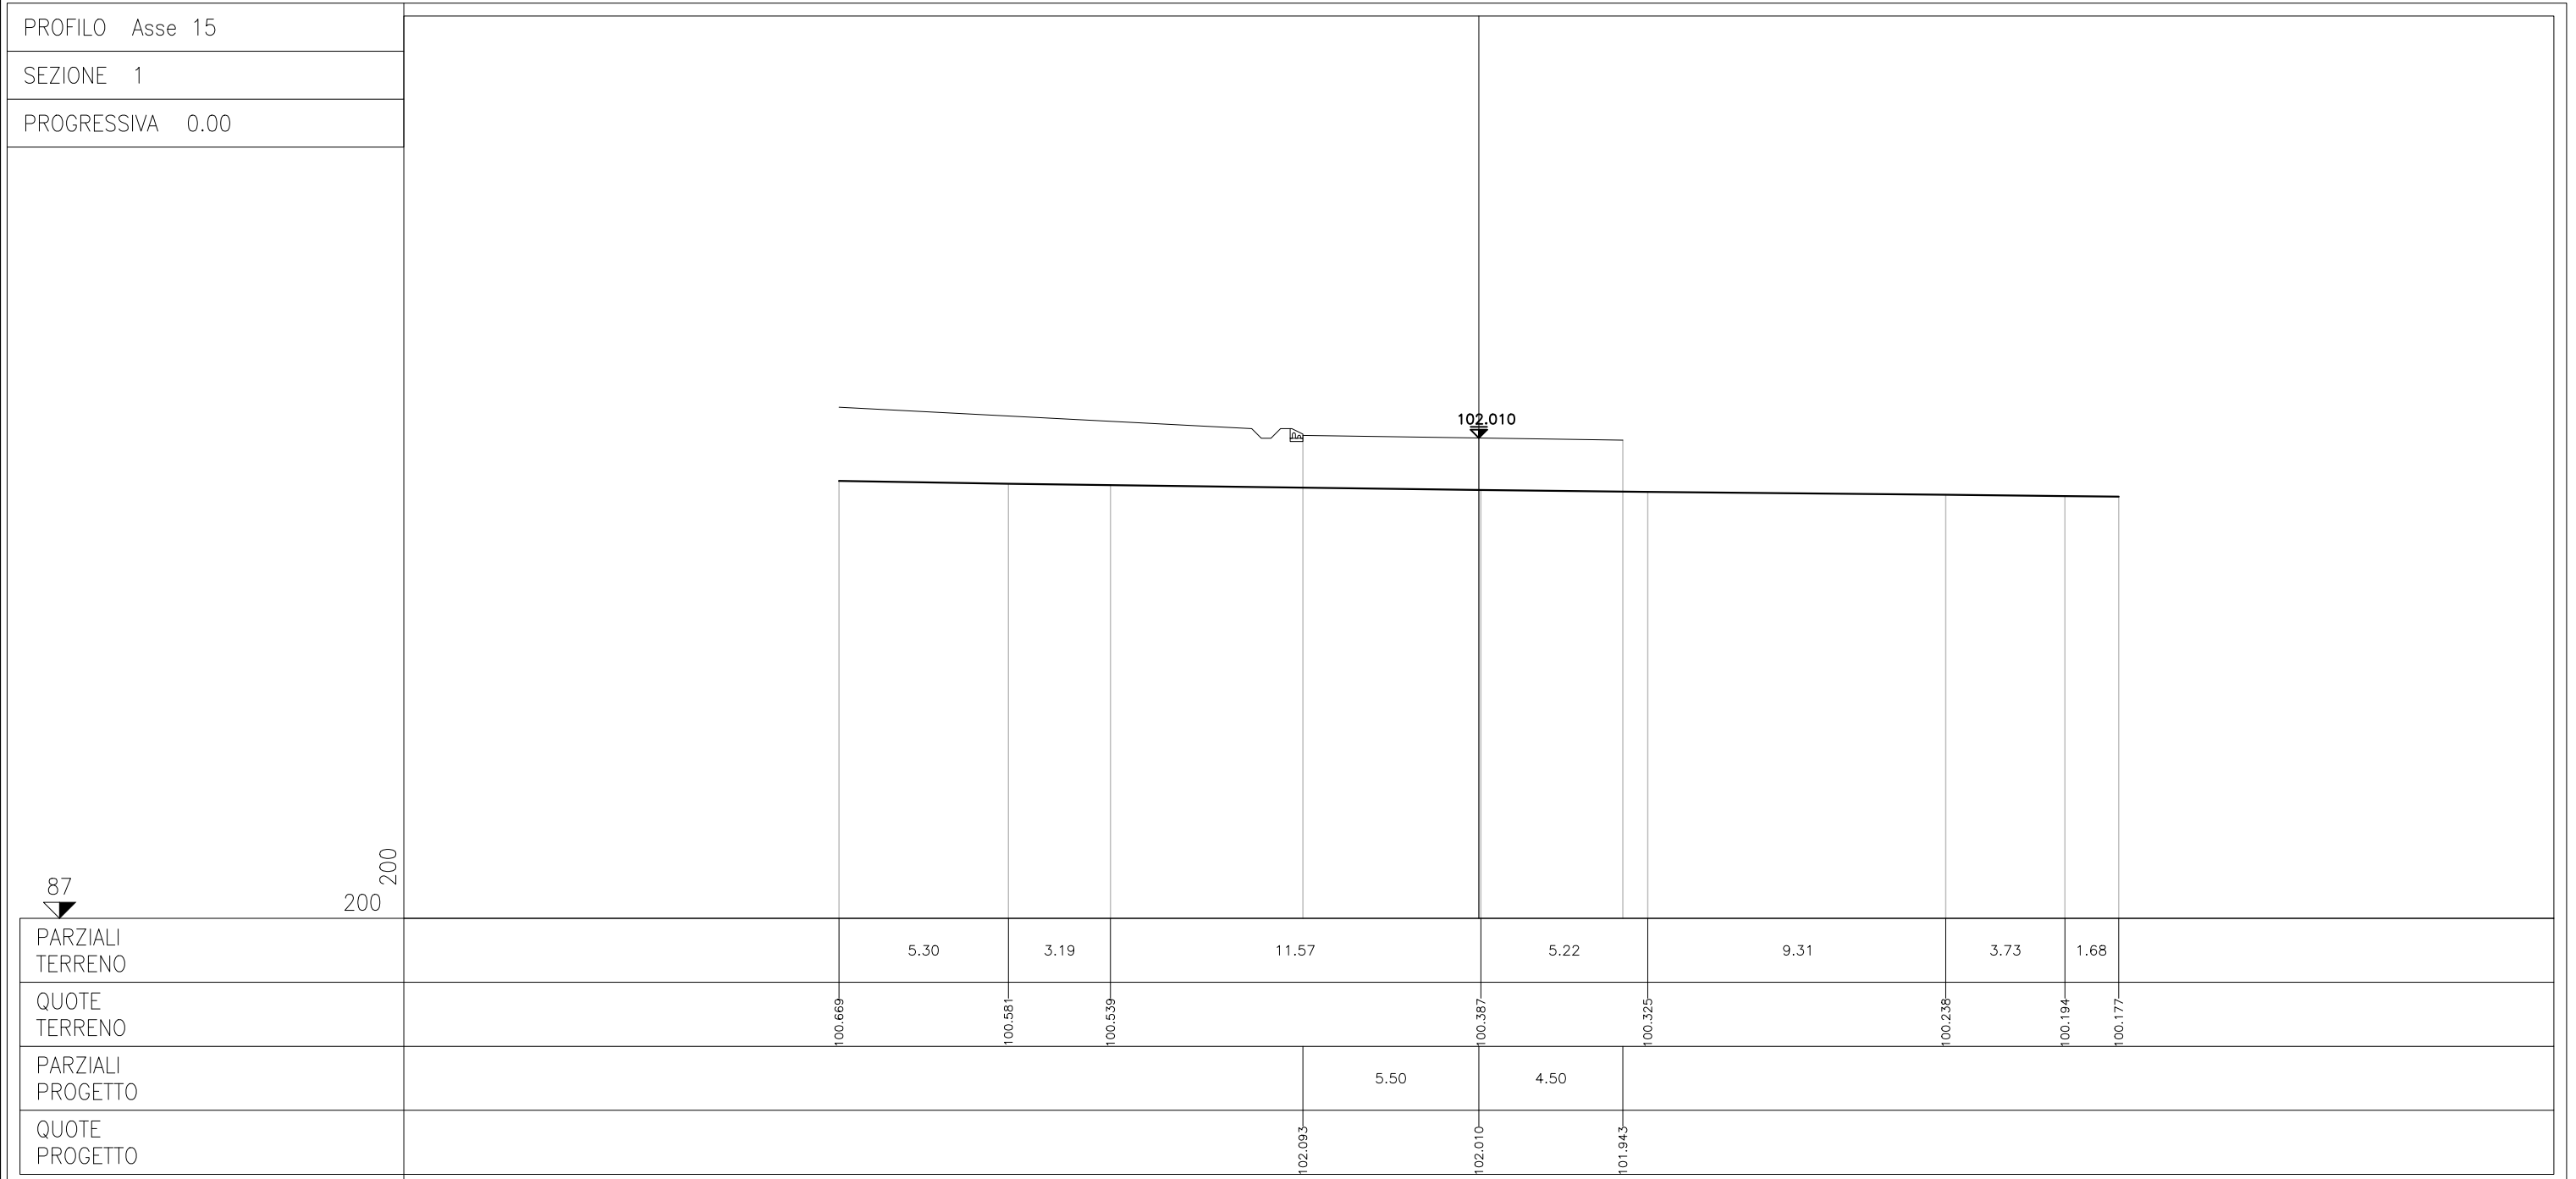 PROFILO Asse 15
SEZIONE 1
PROGRESSIVA 0.00
102.010
87
200
200
PARZIALI
TERRENO
5.30 3.19 11.57 5.22 9.31 3.73 1.68
QUOTE
TERRENO
100.669 100.581 100.539 100.387 100.325 100.238 100.194 100.177
PARZIALI
PROGETTO
5.50 4.50
QUOTE
PROGETTO
102.093 102.010 101.943